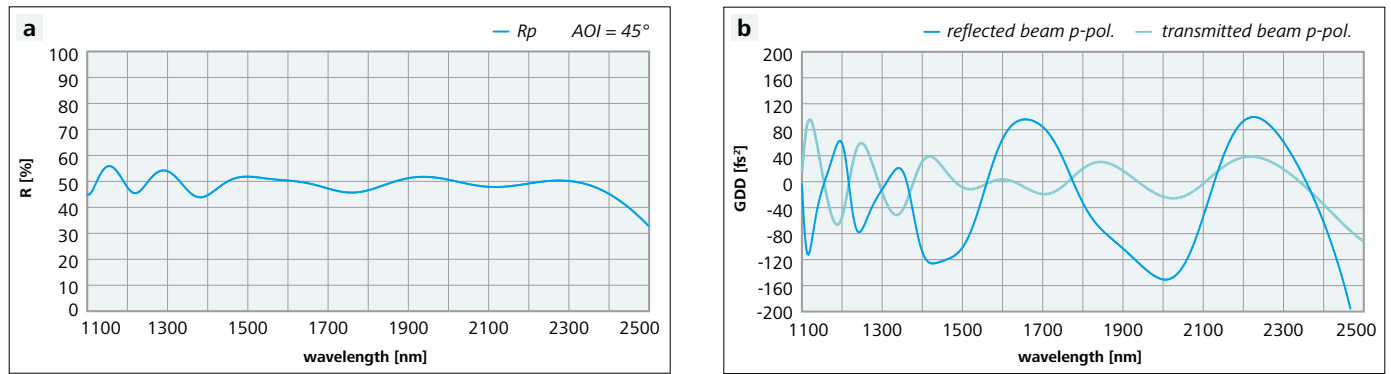 a
Rp AOI = 45°
100
90
80
70
60
50
40
30
20
10
0
R [%]
1100 1300 1500 1700 1900 2100 2300 2500
wavelength [nm]
b
reflected beam p-pol. transmitted beam p-pol.
200
160
120
80
40
0
-40
-80
-120
-160
-200
GDD [fs²]
1100 1300 1500 1700 1900 2100 2300 2500
wavelength [nm]